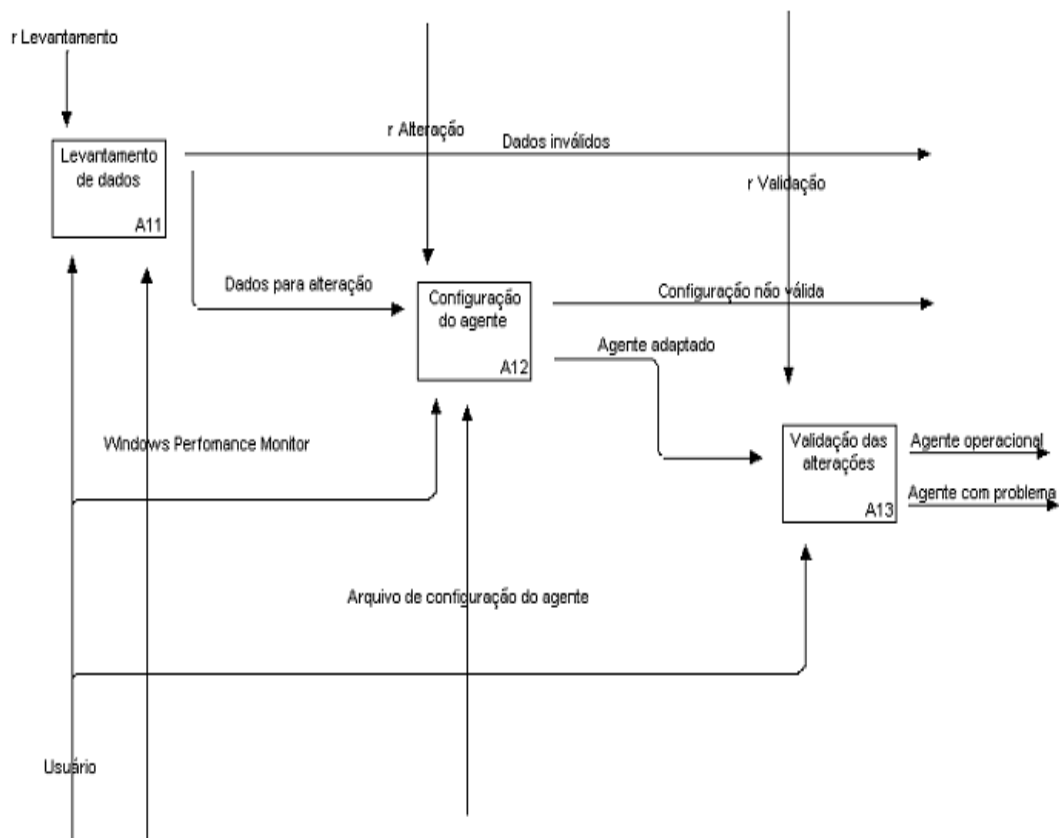 r Levantamento
r Alteração
Dados inválidos
Levantamento
de dados
A11
r Validação
Dados para alteração
Configuração
do agente
A12
Configuração não válida
Agente adaptado
Windows Perfomance Monitor
Validação das
alterações
A13
Agente operacional
Agente com problema
Arquivo de configuração do agente
Usuário